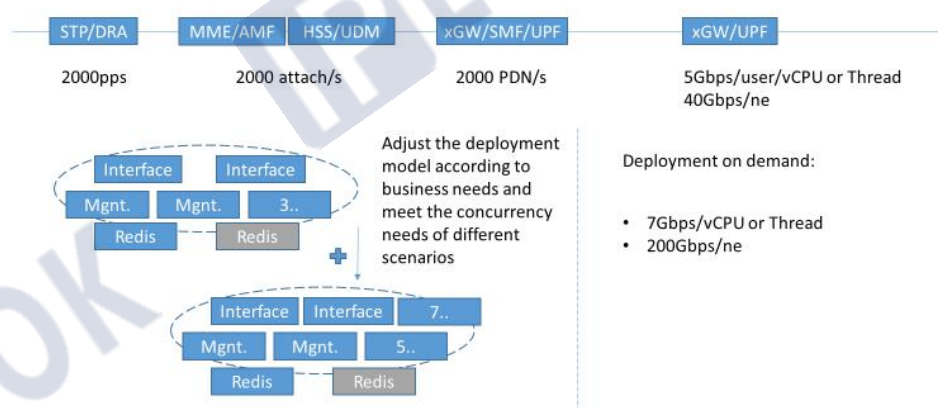 STP/DRA
MME/AMF
HSS/UDM
xGW/SMF/UPF
xGW/UPF
2000pps
2000 attach/s
2000 PDN/s
5Gbps/user/vCPU or Thread
40Gbps/ne
Interface
Interface
Mgnt.
Mgnt.
3..
Redis
Redis
Adjust the deployment
model according to
business needs and
meet the concurrency
needs of different
scenarios
Interface
Interface
7..
Mgnt.
Mgnt.
5..
Redis
Redis
Deployment on demand:
• 7Gbps/vCPU or Thread
• 200Gbps/ne